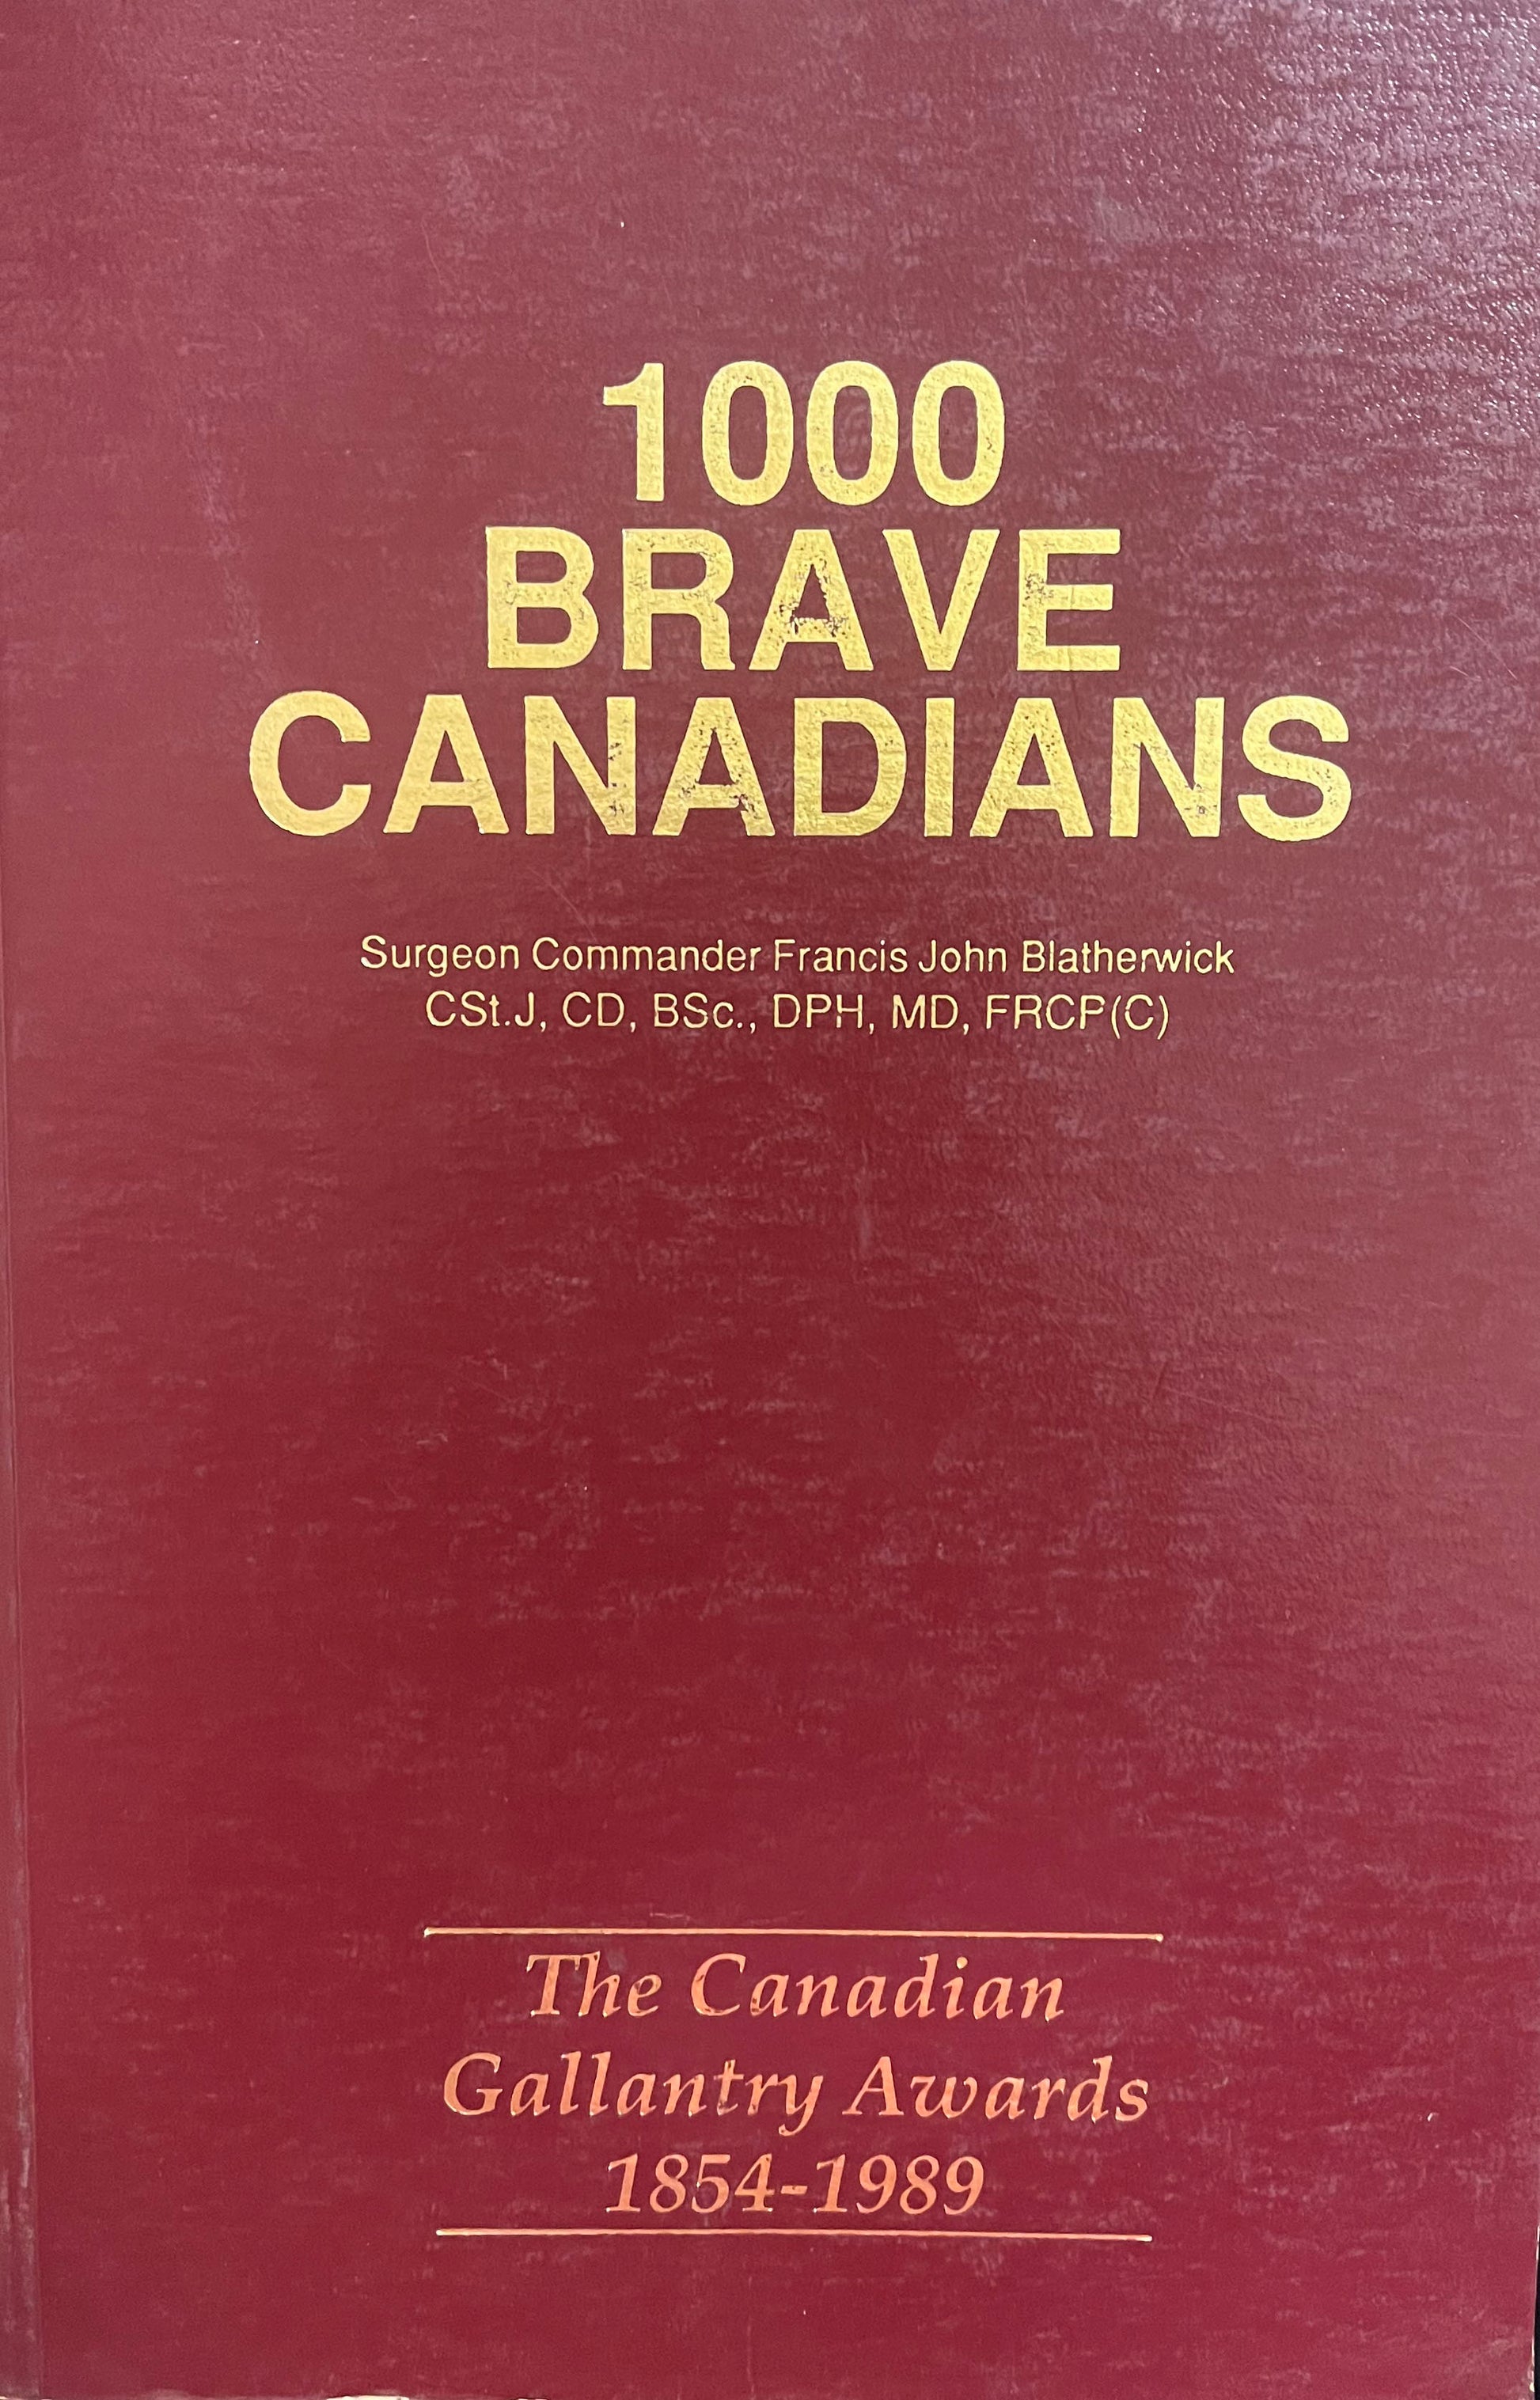 1000
BRAVE
CANADIANS
Surgeon Commander Francis John Blatherwick
CSt.J, CD, BSc., DPH, MD, FRCP(C)
The Canadian
Gallantry Awards
1854-1989